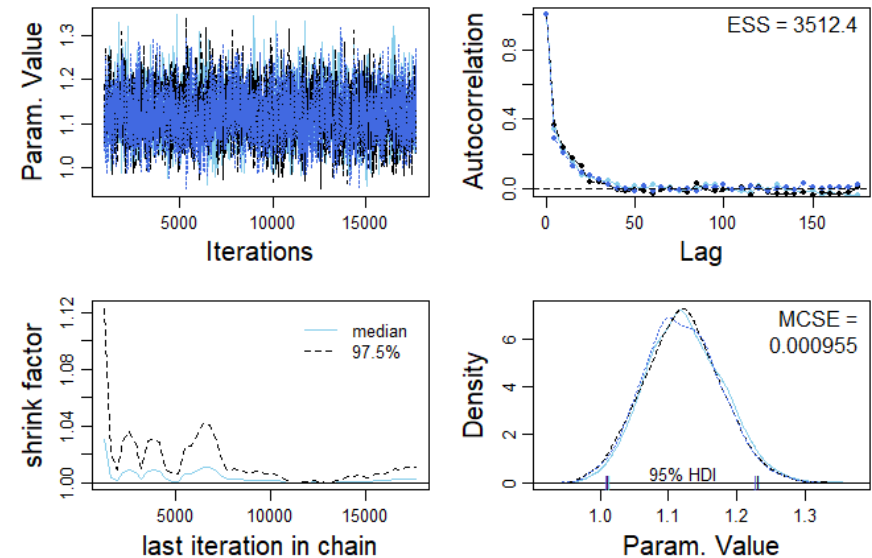 Param. Value
1.3
1.2
1.1
1.0
5000 10000 15000
Iterations
Autocorrelation
0.8
0.4
0.0
ESS = 3512.4
0 50 100 150
Lag
shrink factor
1.12
1.08
1.04
1.00
median
97.5%
5000 10000 15000
last iteration in chain
Density
6
4
2
0
MCSE =
0.000955
95% HDI
1.0 1.1 1.2 1.3
Param. Value